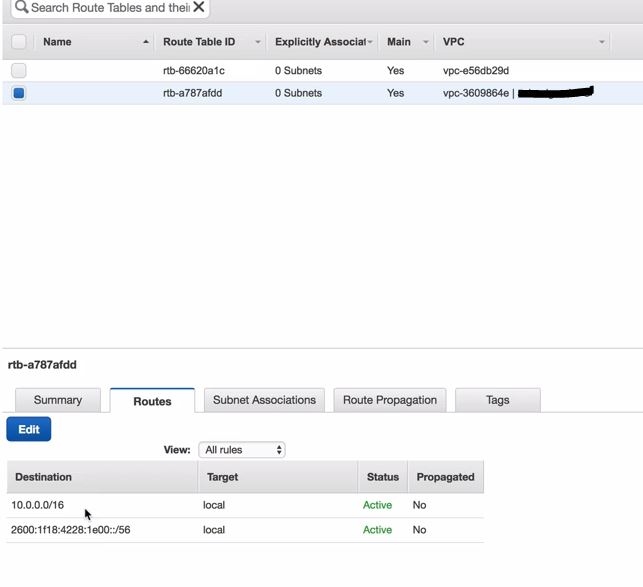 Search Route Tables and their
Name Route Table ID Explicitly Associat Main VPC
rtb-66620a1c 0 Subnets Yes vpc-e56db29d
rtb-a787afdd 0 Subnets Yes vpc-3609864e |
rtb-a787afdd
Summary Routes Subnet Associations Route Propagation Tags
Edit
View: All rules
Destination Target Status Propagated
10.0.0.0/16 local Active No
2600:1f18:4228:1e00::/56 local Active No